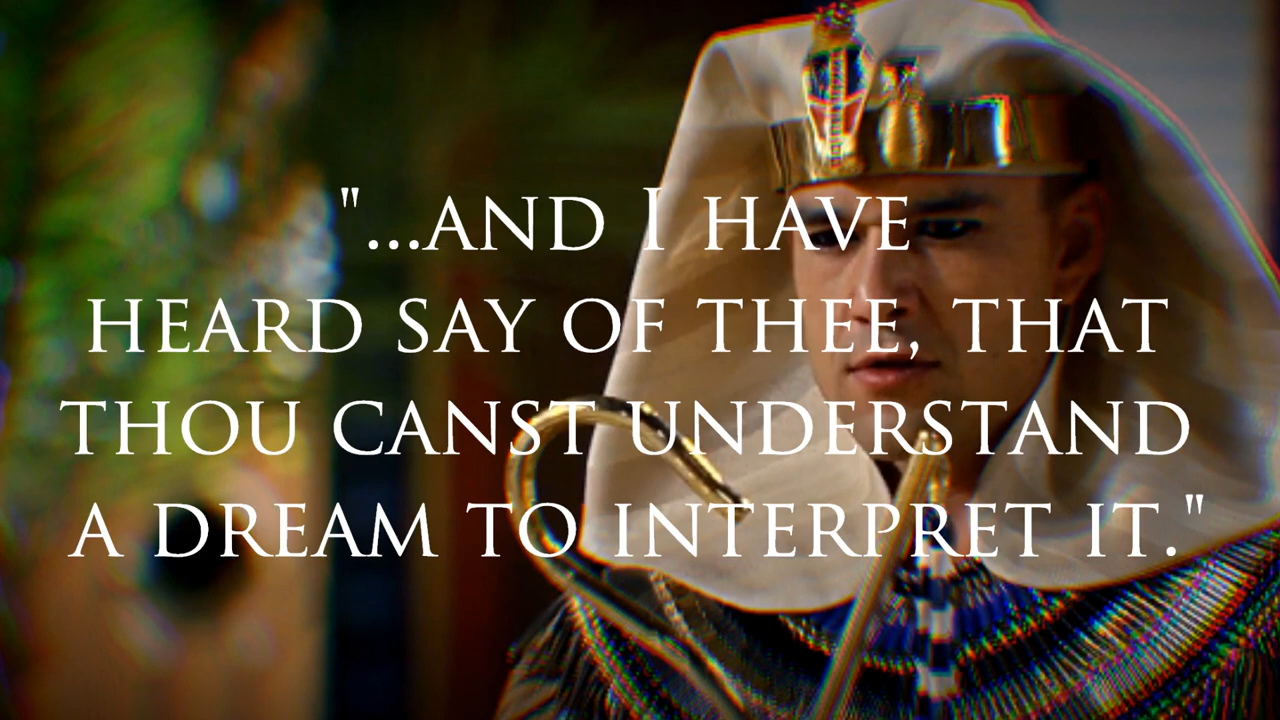 "...AND I HAVE
HEARD SAY OF THEE, THAT
THOU CANST UNDERSTAND
A DREAM TO INTERPRET IT."